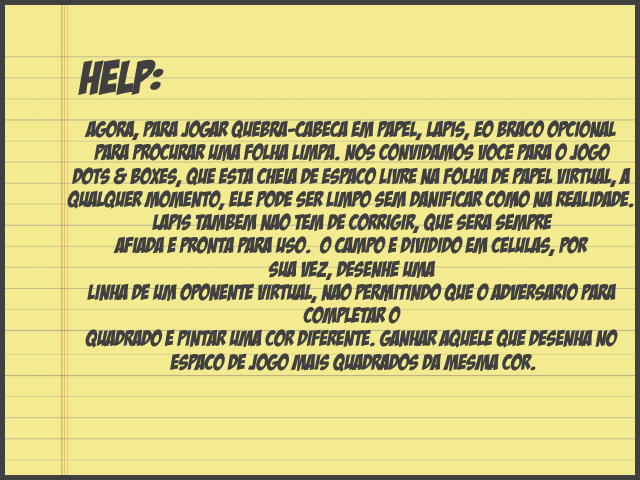 HELP:
AGORA, PARA JOGAR QUEBRA-CABECA EM PAPEL, LAPIS, EO BRACO OPCIONAL
PARA PROCURAR UMA FOLHA LIMPA. NOS CONVIDAMOS VOCE PARA O JOGO
DOTS & BOXES, QUE ESTA CHEIA DE ESPACO LIVRE NA FOLHA DE PAPEL VIRTUAL, A
QUALQUER MOMENTO, ELE PODE SER LIMPO SEM DANIFICAR COMO NA REALIDADE.
LAPIS TAMBEM NAO TEM DE CORRIGIR, QUE SERA SEMPRE
AFIADA E PRONTA PARA USO. O CAMPO E DIVIDIDO EM CELULAS, POR
SUA VEZ, DESENHE UMA
LINHA DE UM OPONENTE VIRTUAL, NAO PERMITINDO QUE O ADVERSARIO PARA
COMPLETAR O
QUADRADO E PINTAR UMA COR DIFERENTE. GANHAR AQUELE QUE DESENHA NO
ESPACO DE JOGO MAIS QUADRADOS DA MESMA COR.